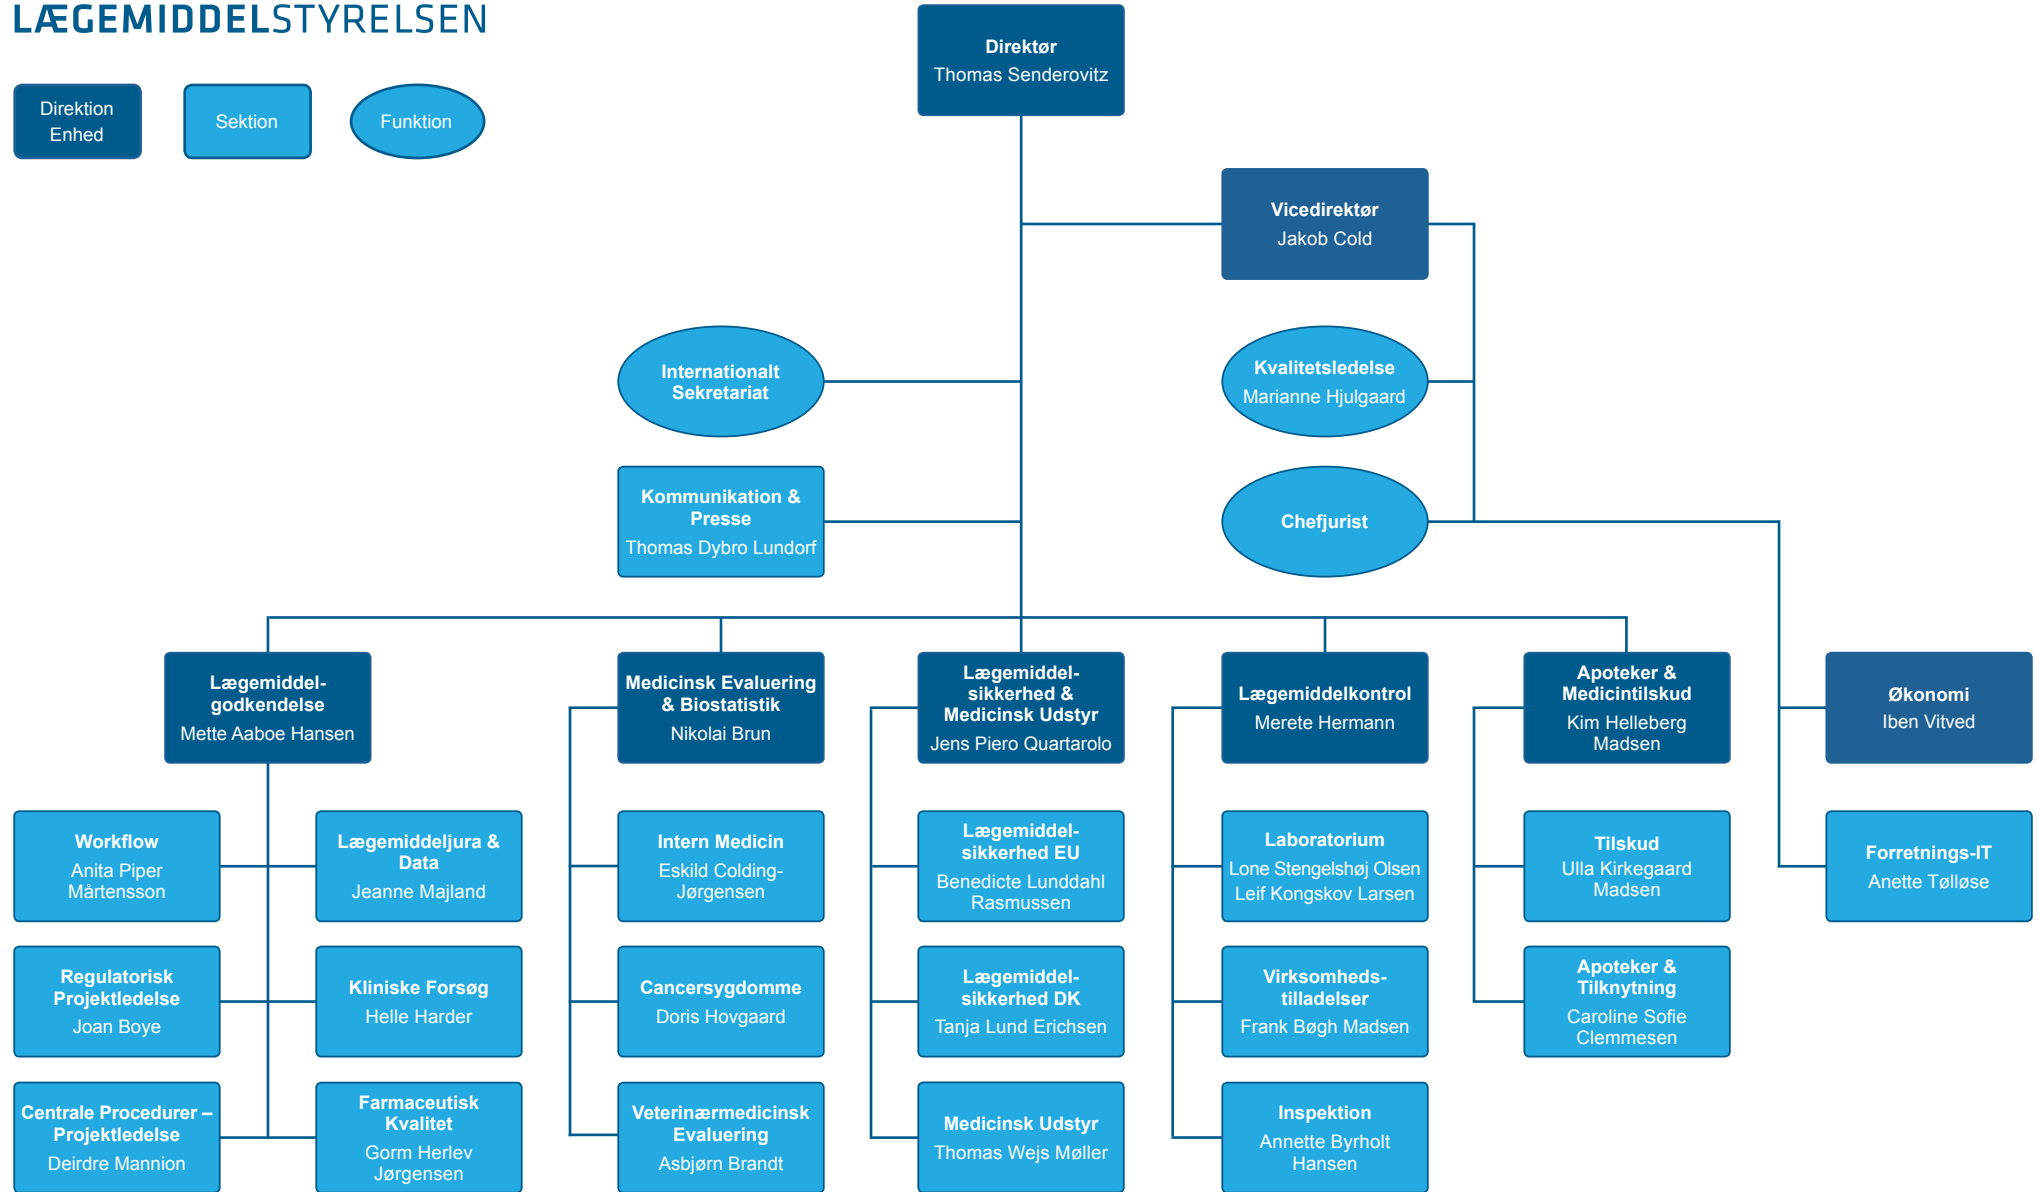 LÆGEMIDDELSTYRELSEN
Direktion
Enhed
Sektion
Funktion
Direktør
Thomas Senderovitz
Vicedirektør
Jakob Cold
Internationalt
Sekretariat
Kvalitetsledelse
Marianne Hjulgaard
Kommunikation &
Presse
Thomas Dybro Lundorf
Chefjurist
Lægemiddel-
godkendelse
Mette Aaboe Hansen
Medicinsk Evaluering
& Biostatistik
Nikolai Brun
Lægemiddel-
sikkerhed &
Medicinsk Udstyr
Jens Piero Quartarolo
Lægemiddelkontrol
Merete Hermann
Apoteker &
Medicintilskud
Kim Helleberg
Madsen
Økonomi
Iben Vitved
Workflow
Anita Piper
Mårtensson
Lægemiddeljura &
Data
Jeanne Majland
Intern Medicin
Eskild Colding-
Jørgensen
Lægemiddel-
sikkerhed EU
Benedicte Lunddahl
Rasmussen
Laboratorium
Lone Stengelshøj Olsen
Leif Kongskov Larsen
Tilskud
Ulla Kirkegaard
Madsen
Forretnings-IT
Anette Tølløse
Regulatorisk
Projektledelse
Joan Boye
Kliniske Forsøg
Helle Harder
Cancersygdomme
Doris Hovgaard
Lægemiddel-
sikkerhed DK
Tanja Lund Erichsen
Virksomheds-
tilladelser
Frank Bøgh Madsen
Apoteker &
Tilknytning
Caroline Sofie
Clemmesen
Centrale Procedurer –
Projektledelse
Deirdre Mannion
Farmaceutisk
Kvalitet
Gorm Herlev
Jørgensen
Veterinærmedicinsk
Evaluering
Asbjørn Brandt
Medicinsk Udstyr
Thomas Wejs Møller
Inspektion
Annette Byrholt
Hansen